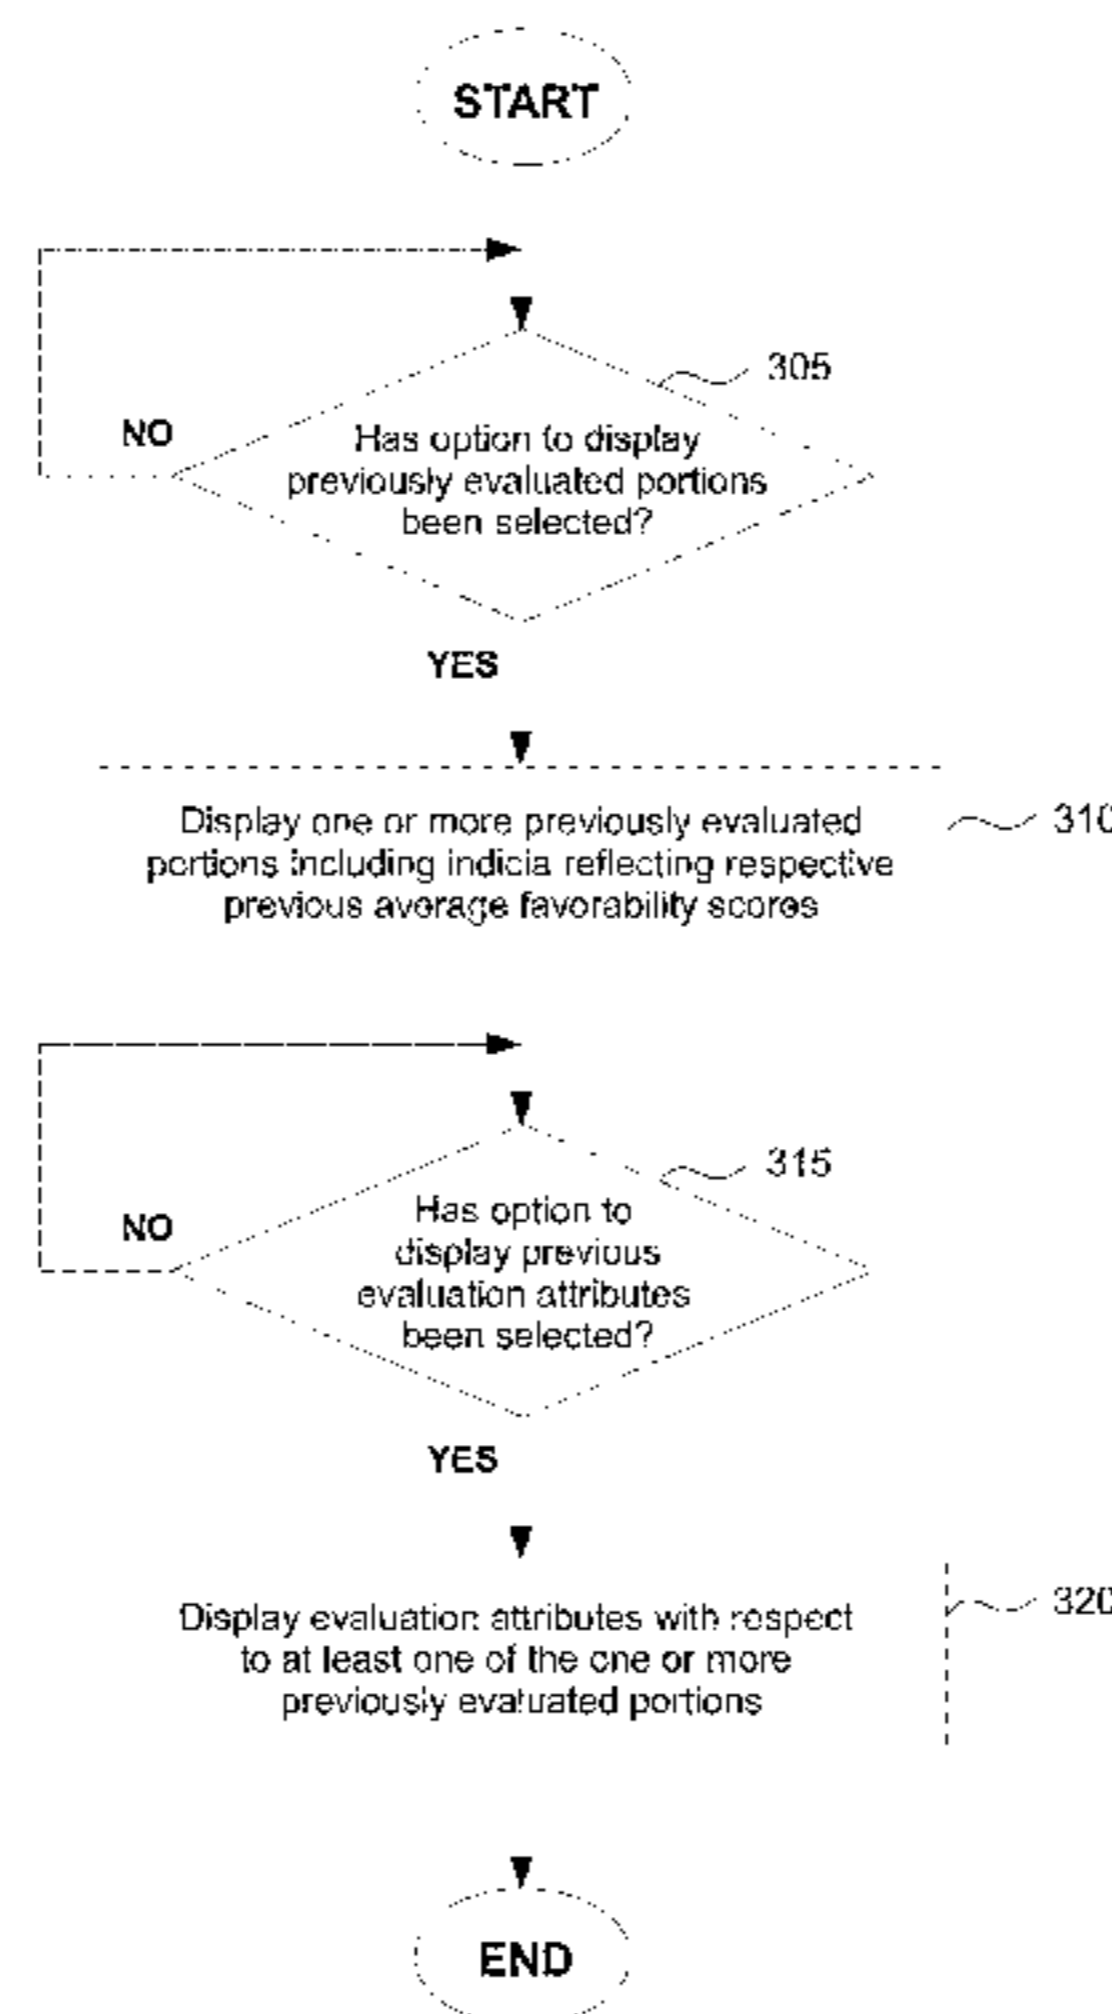 START
305
NO
Has option to display
previously evaluated portions
been selected?
YES
Display one or more previously evaluated
portions including indicia reflecting respective
previous average favorability scores
310
315
NO
Has option to
display previous
evaluation attributes
been selected?
YES
Display evaluation attributes with respect
to at least one of the one or more
previously evaluated portions
320
END